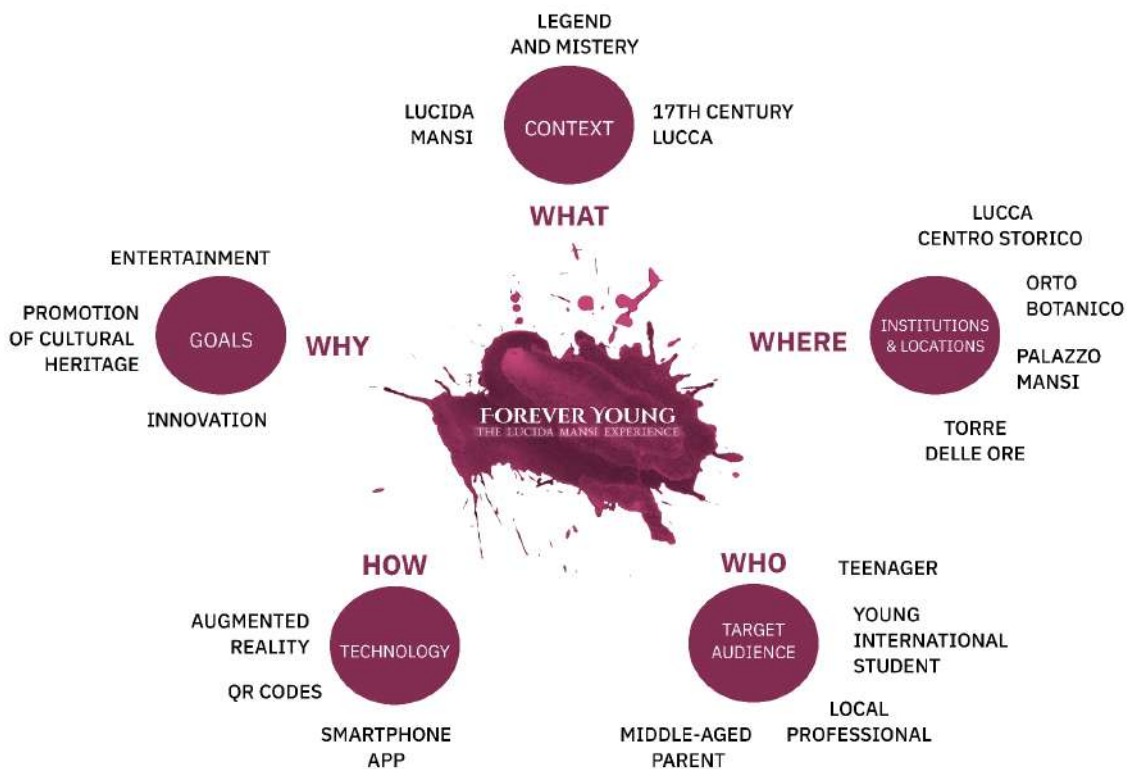 LEGEND
AND MISTERY
LUCIDA
MANSI
CONTEXT
17TH CENTURY
LUCCA
WHAT
LUCCA
CENTRO STORICO
ORTO
BOTANICO
INSTITUTIONS
& LOCATIONS
WHERE
PALAZZO
MANSI
TORRE
DELLE ORE
ENTERTAINMENT
PROMOTION
OF CULTURAL
HERITAGE
GOALS
WHY
INNOVATION
FOREVER YOUNG
THE LUCIDA MANSI EXPERIENCE
HOW
AUGMENTED
REALITY
TECHNOLOGY
QR CODES
SMARTPHONE
APP
WHO
TEENAGER
TARGET
AUDIENCE
YOUNG
INTERNATIONAL
STUDENT
LOCAL
PROFESSIONAL
MIDDLE-AGED
PARENT